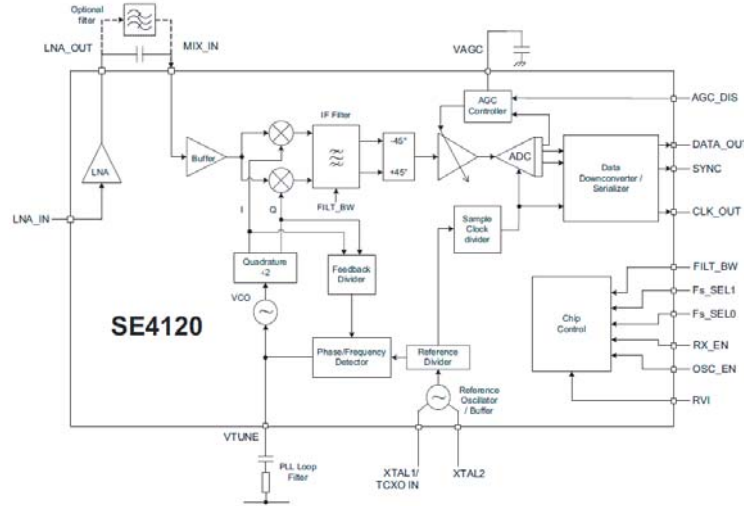 Optional
filter
LNA_OUT
MIX_IN
VAGC
AGC_DIS
AGC
Controller
IF Filter
-45°
+45°
Buffer
ADC
Data
Downconverter /
Serializer
DATA_OUT
SYNC
CLK_OUT
LNA
LNA_IN
I
Q
FILT_BW
Sample
Clock
divider
Quadrature
÷2
Feedback
Divider
VCO
SE4120
Phase/Frequency
Detector
Reference
Divider
Reference
Oscillator
/ Buffer
Chip
Control
FILT_BW
Fs_SEL1
Fs_SEL0
RX_EN
OSC_EN
RVI
VTUNE
PLL Loop
Filter
XTAL1/
TCXO IN
XTAL2